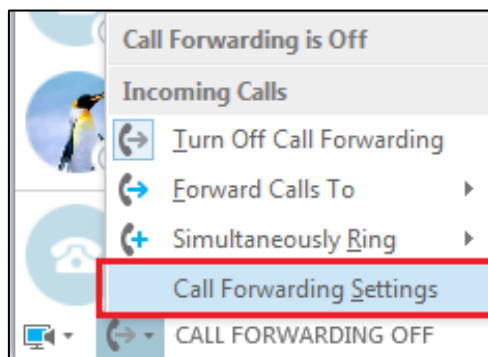 Call Forwarding is Off
Incoming Calls
Turn Off Call Forwarding
Forward Calls To
Simultaneously Ring
Call Forwarding Settings
CALL FORWARDING OFF